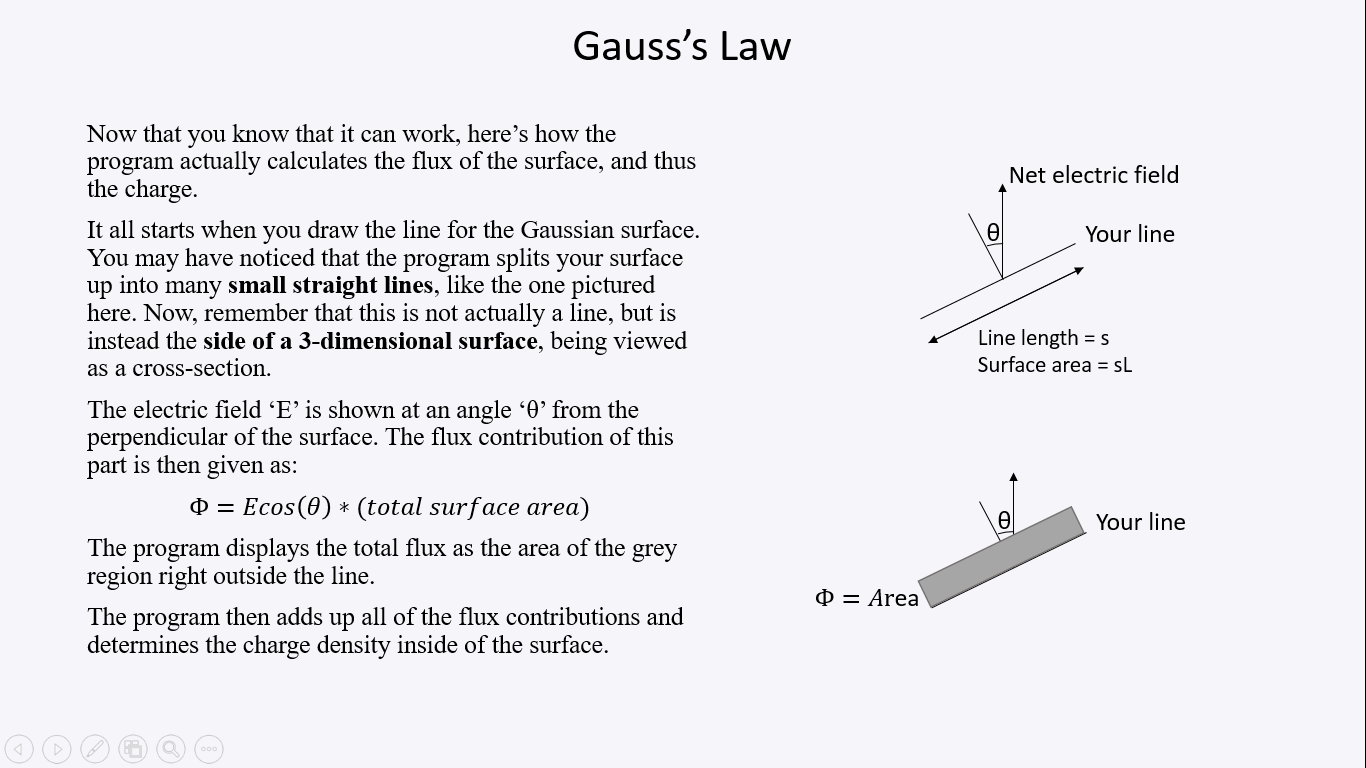 Gauss’s Law
Now that you know that it can work, here’s how the
program actually calculates the flux of the surface, and thus
the charge.
It all starts when you draw the line for the Gaussian surface.
You may have noticed that the program splits your surface
up into many small straight lines, like the one pictured
here. Now, remember that this is not actually a line, but is
instead the side of a 3-dimensional surface, being viewed
as a cross-section.
The electric field ‘E’ is shown at an angle ‘θ’ from the
perpendicular of the surface. The flux contribution of this
part is then given as:
Φ = Ecos(θ) ∗ (total surface area)
The program displays the total flux as the area of the grey
region right outside the line.
The program then adds up all of the flux contributions and
determines the charge density inside of the surface.
Net electric field
θ
Your line
Line length = s
Surface area = sL
θ
Your line
Φ = Area